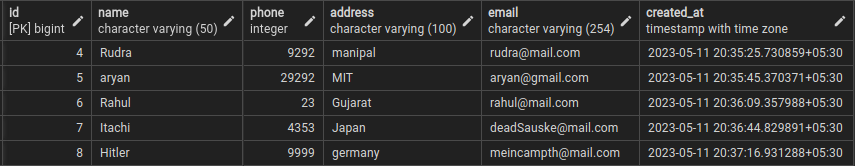 id name phone address email created_at
[PK] bigint character varying (50) integer character varying (100) character varying (254) timestamp with time zone
4 Rudra 9292 manipal rudra@mail.com 2023-05-11 20:35:25.730859+05:30
5 aryan 29292 MIT aryan@gmail.com 2023-05-11 20:35:45.370371+05:30
6 Rahul 23 Gujarat rahul@mail.com 2023-05-11 20:36:09.357988+05:30
7 Itachi 4353 Japan deadSauske@mail.com 2023-05-11 20:36:44.829891+05:30
8 Hitler 9999 germany meincampth@mail.com 2023-05-11 20:37:16.931288+05:30